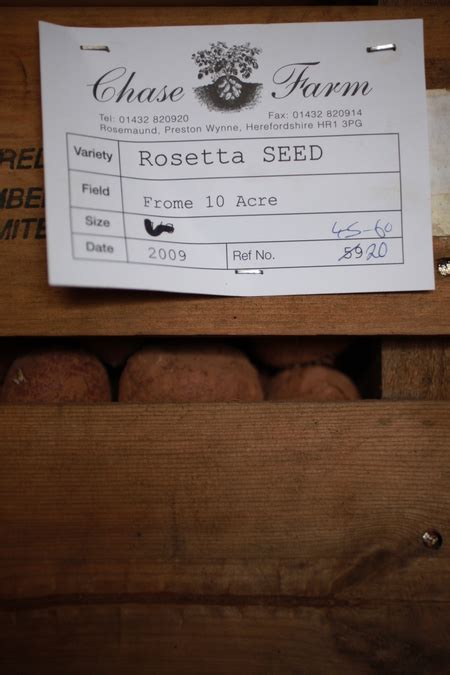 Chase Farm
Tel: 01432 820920 Fax: 01432 820914
Rosemaund, Preston Wynne, Herefordshire HR1 3PG
Variety Rosetta SEED
Field Frome 10 Acre
Size 45-60
Date 2009 Ref No. 5920